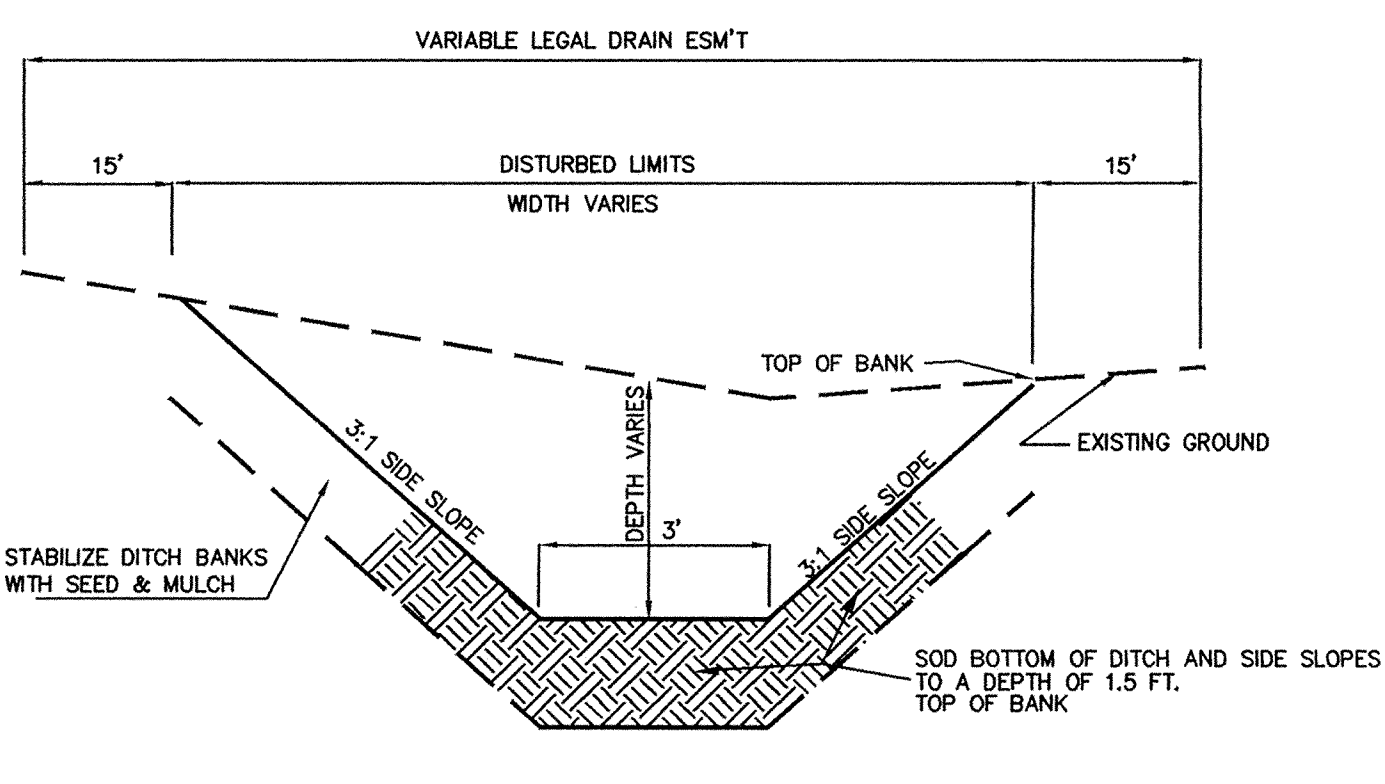 VARIABLE LEGAL DRAIN ESM'T
15'
DISTURBED LIMITS
15'
WIDTH VARIES
TOP OF BANK
DEPTH VARIES
3:1 SIDE SLOPE
3:1 SIDE SLOPE
EXISTING GROUND
3'
STABILIZE DITCH BANKS
WITH SEED & MULCH
SOD BOTTOM OF DITCH AND SIDE SLOPES
TO A DEPTH OF 1.5 FT.
TOP OF BANK